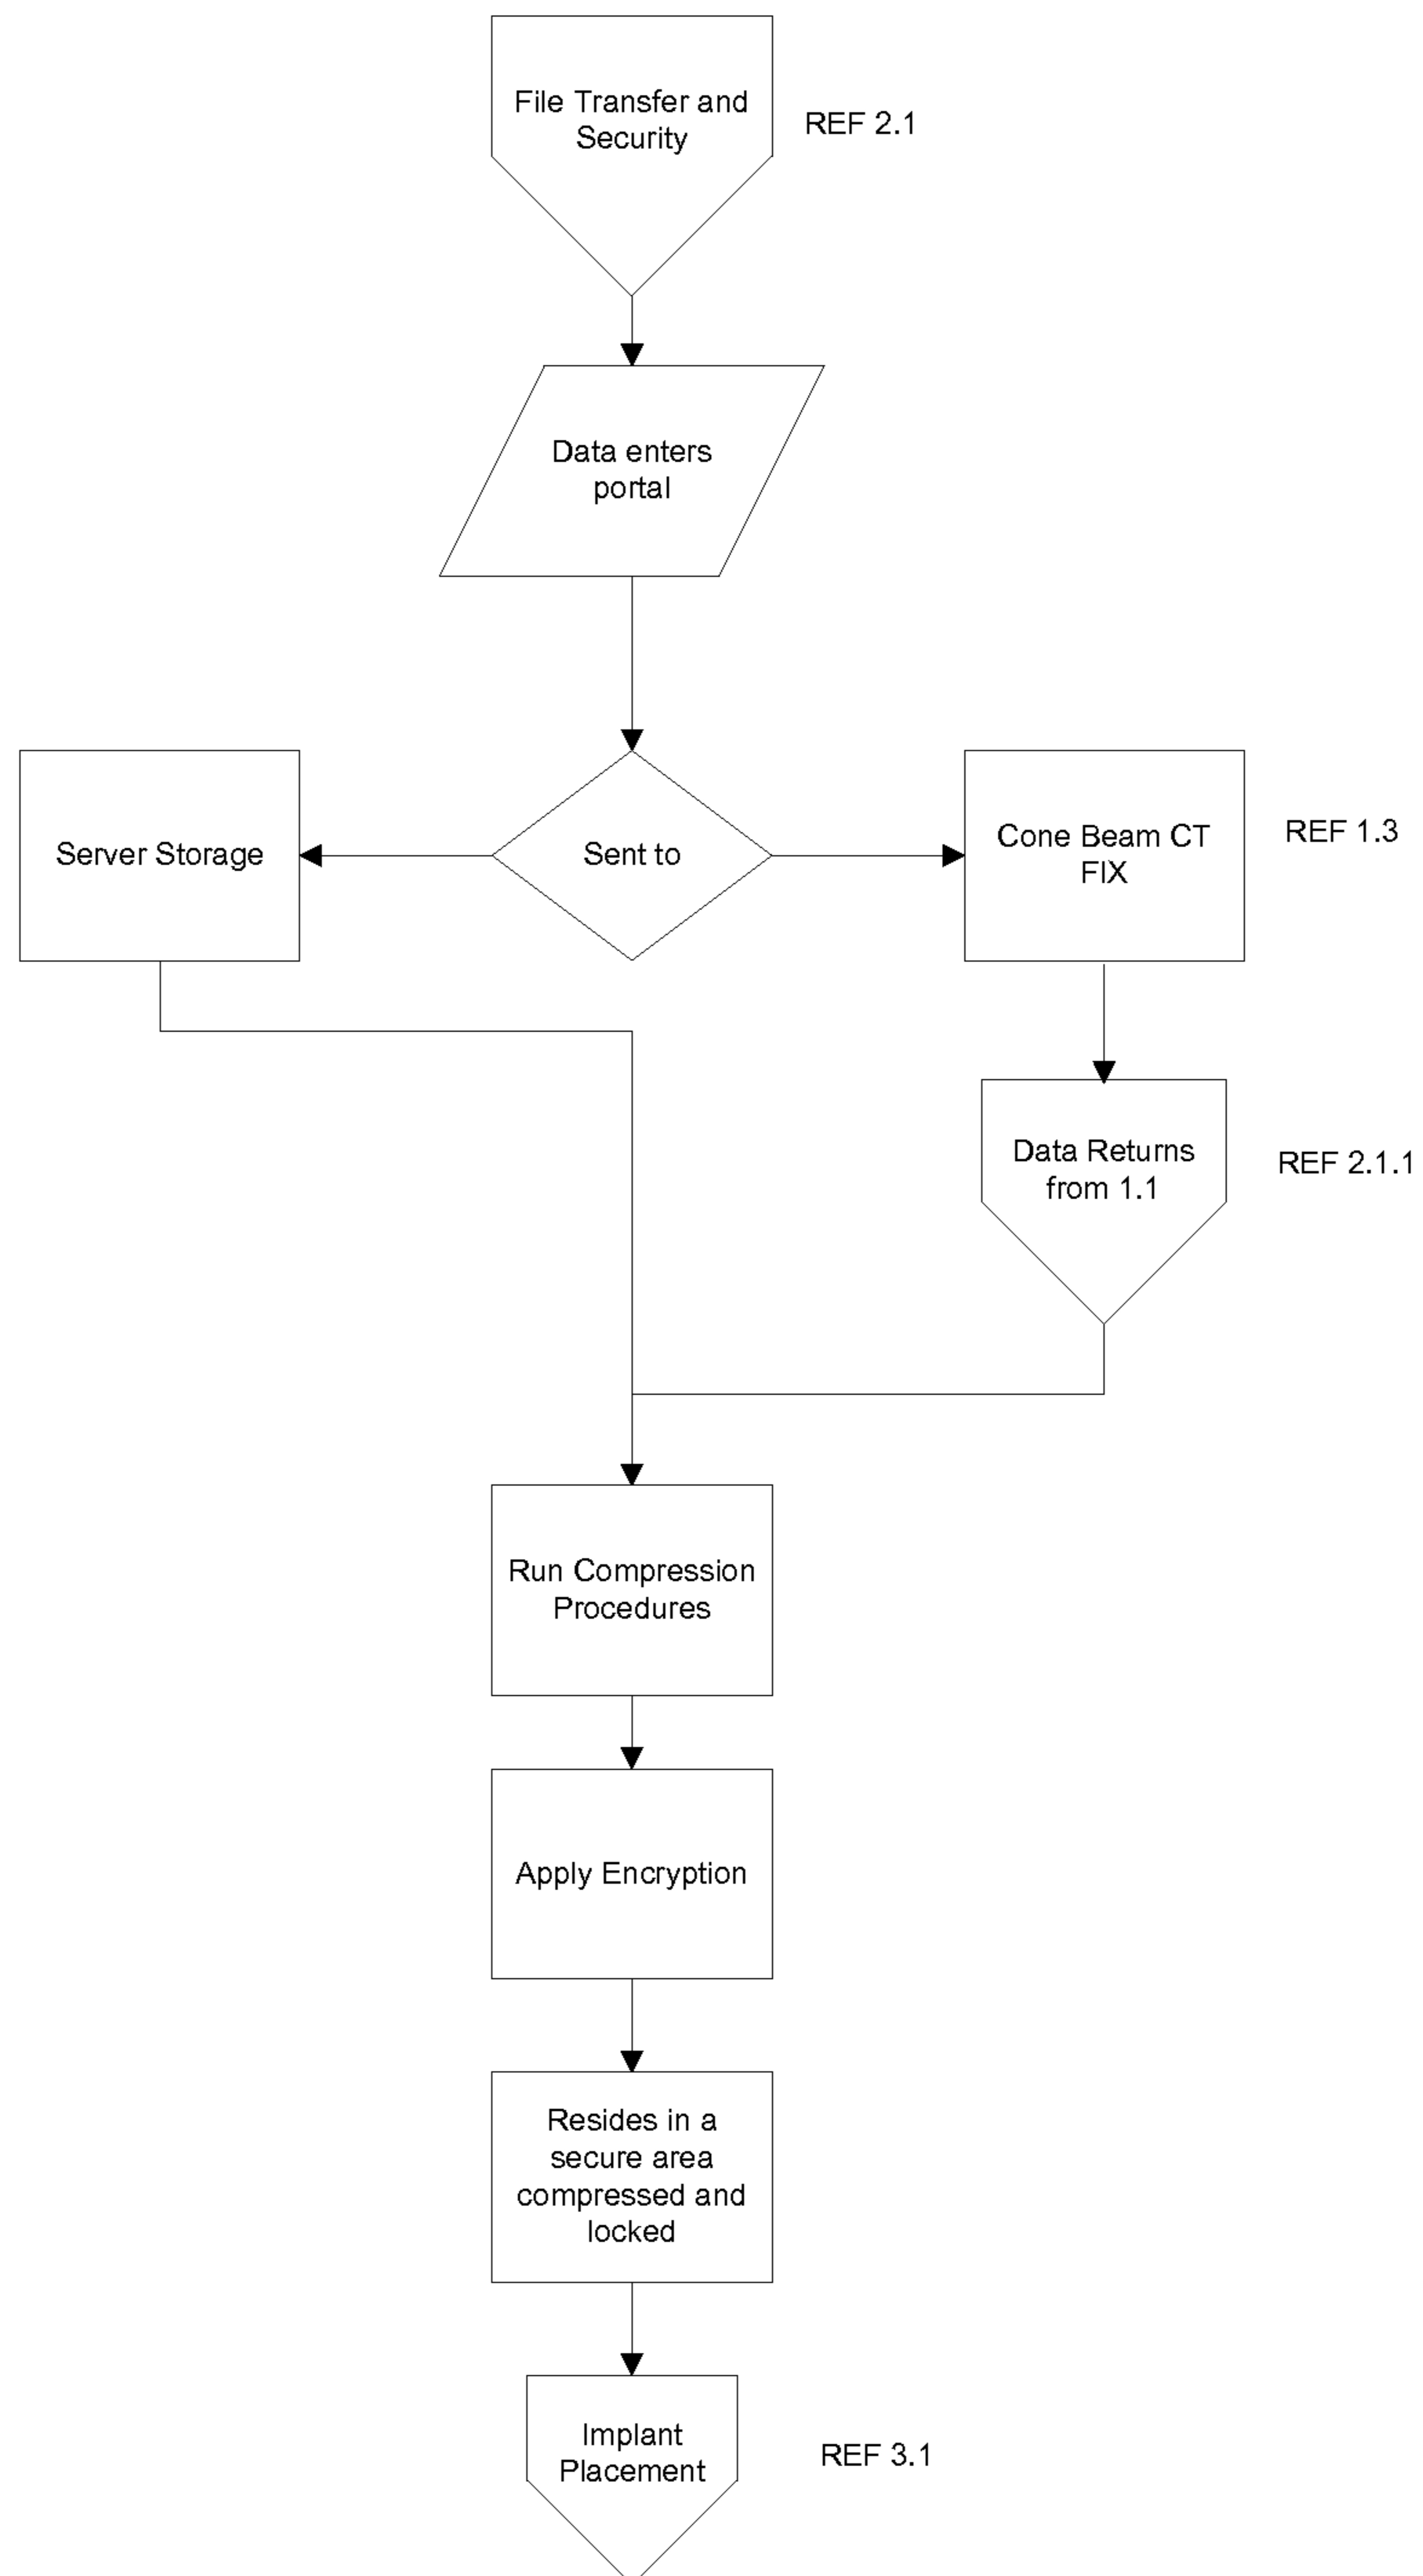 File Transfer and
Security
REF 2.1
Data enters
portal
Server Storage
Sent to
Cone Beam CT
FIX
REF 1.3
Data Returns
from 1.1
REF 2.1.1
Run Compression
Procedures
Apply Encryption
Resides in a
secure area
compressed and
locked
Implant
Placement
REF 3.1